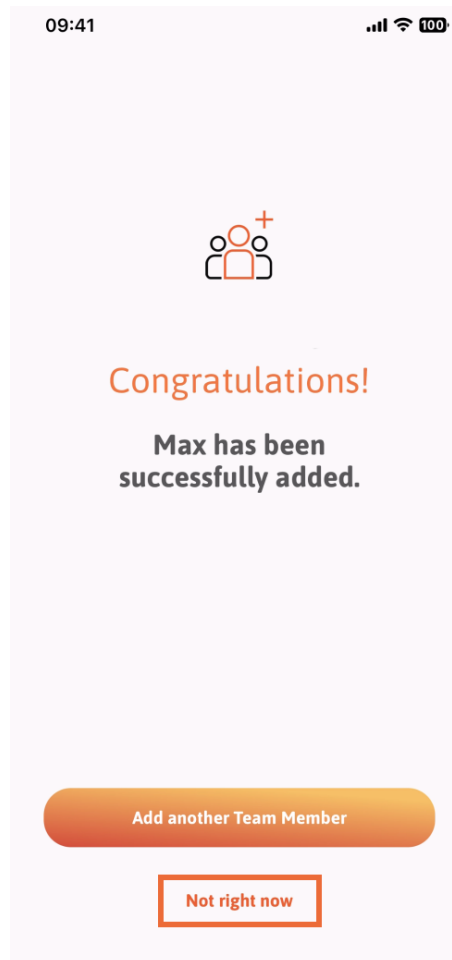 09:41
100
Congratulations!
Max has been
successfully added.
Add another Team Member
Not right now